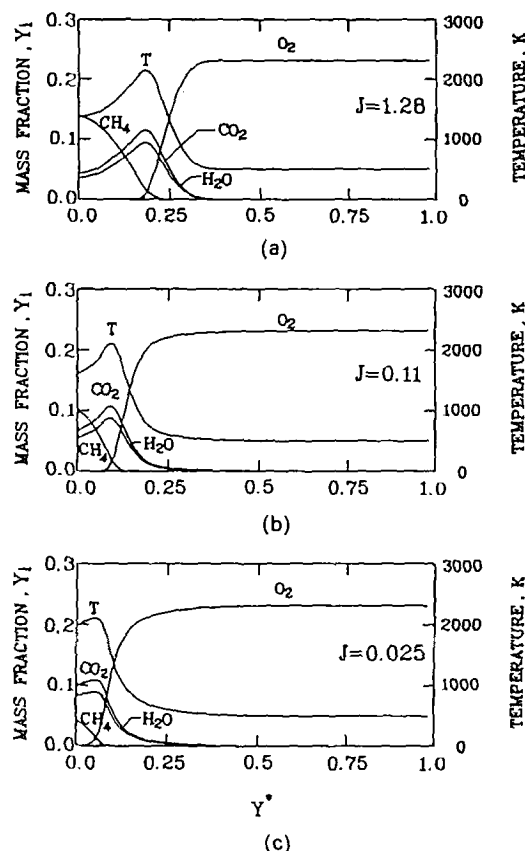 MASS FRACTION, Yi
0.3
0.2
0.1
0.0
T
O2
CH4
CO2
H2O
J=1.28
3000
2000
1000
0
TEMPERATURE, K
0.0
0.25
0.5
0.75
1.0
(a)
MASS FRACTION, Yi
0.3
0.2
0.1
0.0
T
O2
CO2
CH4
H2O
J=0.11
3000
2000
1000
0
TEMPERATURE, K
0.0
0.25
0.5
0.75
1.0
(b)
MASS FRACTION, Yi
0.3
0.2
0.1
0.0
T
O2
CO2
CH4
H2O
J=0.025
3000
2000
1000
0
TEMPERATURE, K
0.0
0.25
0.5
0.75
1.0
Y*
(c)